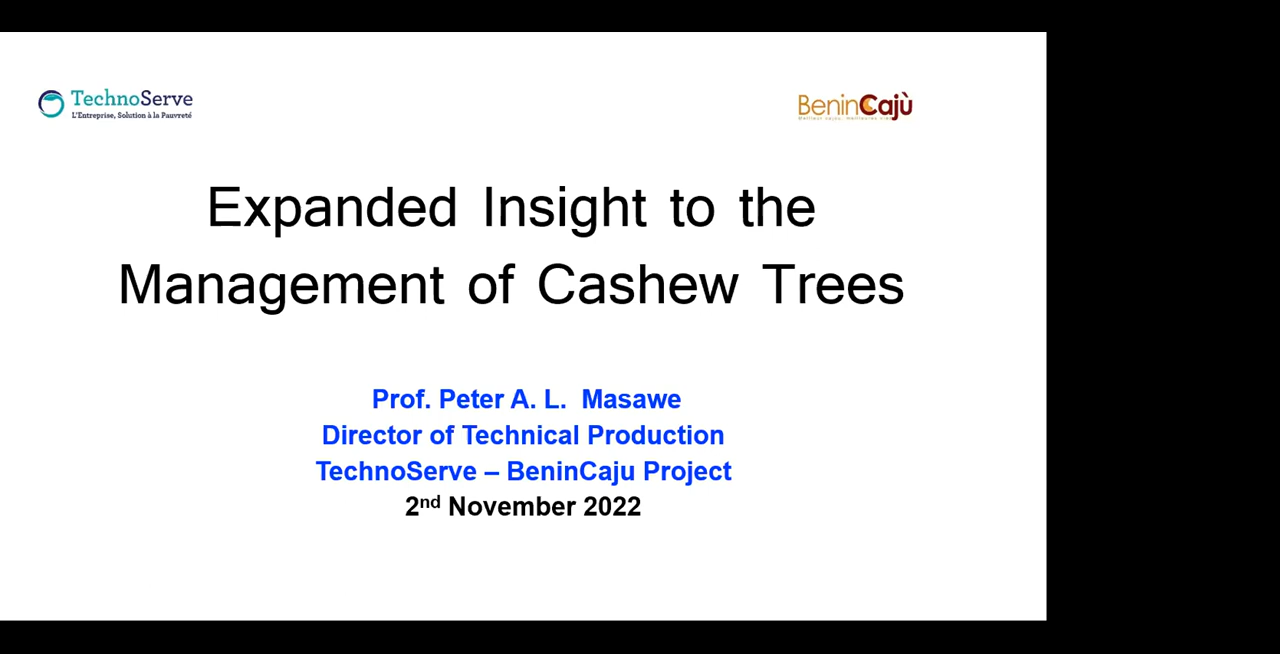 TechnoServe
L'Entreprise, Solution à la Pauvreté
BeninCajù
Expanded Insight to the
Management of Cashew Trees
Prof. Peter A. L. Masawe
Director of Technical Production
TechnoServe – BeninCaju Project
2nd November 2022